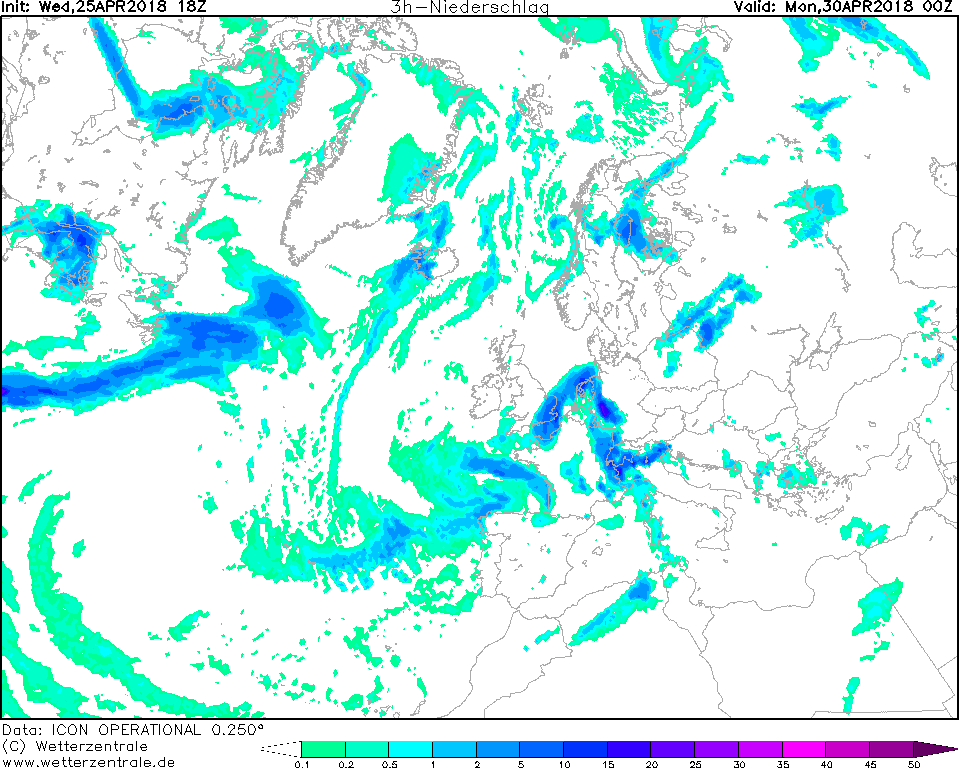 Init: Wed,25APR2018 18Z 3h-Niederschlag Valid: Mon,30APR2018 00Z
Data: ICON OPERATIONAL 0.250°
(C) Wetterzentrale
www.wetterzentrale.de
0.1 0.2 0.5 1 2 5 10 15 20 25 30 35 40 45 50